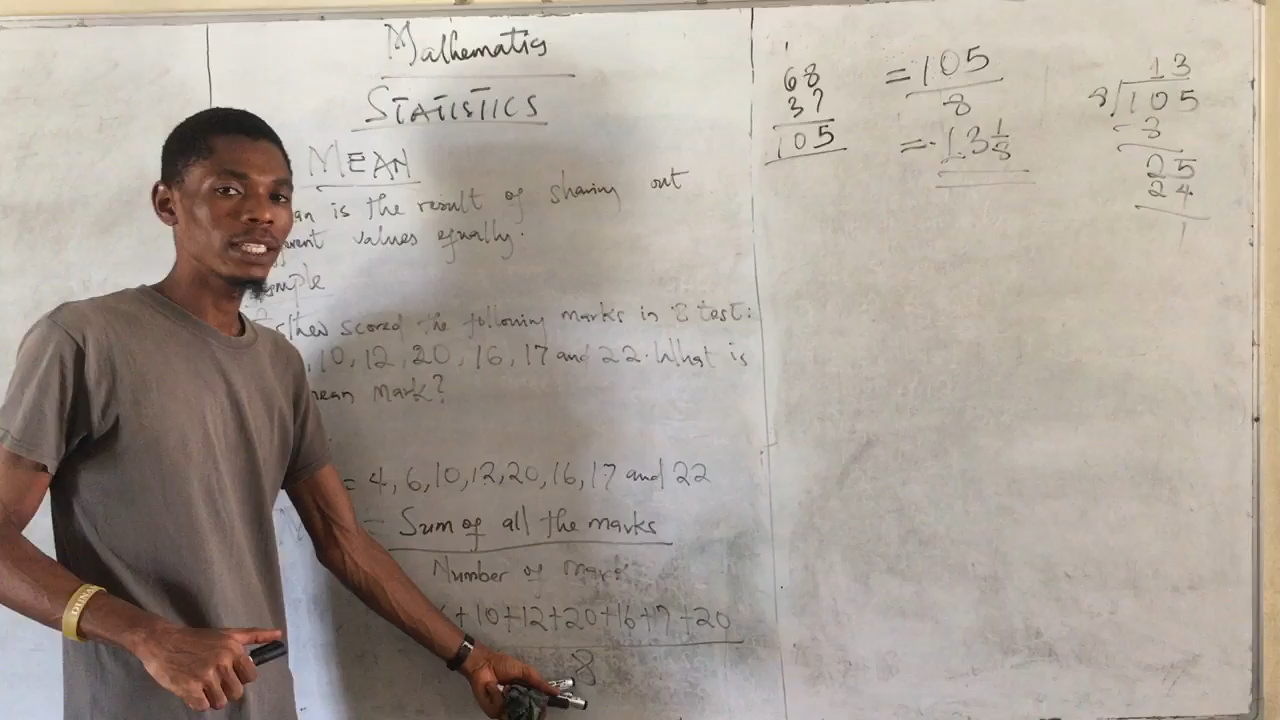 Mathematics
STATISTICS
MEAN
is the result of sharing out
values equally.
scored the following marks in 8 test:
, 10, 12, 20, 16, 17 and 22. What is
mean mark?
= 4, 6, 10, 12, 20, 16, 17 and 22
= Sum of all the marks
Number of marks
+10+12+20+16+17+20
8
1
68
37
105
=105
8
=13 1/8
13
8)105
-8
25
24
1
DUNA